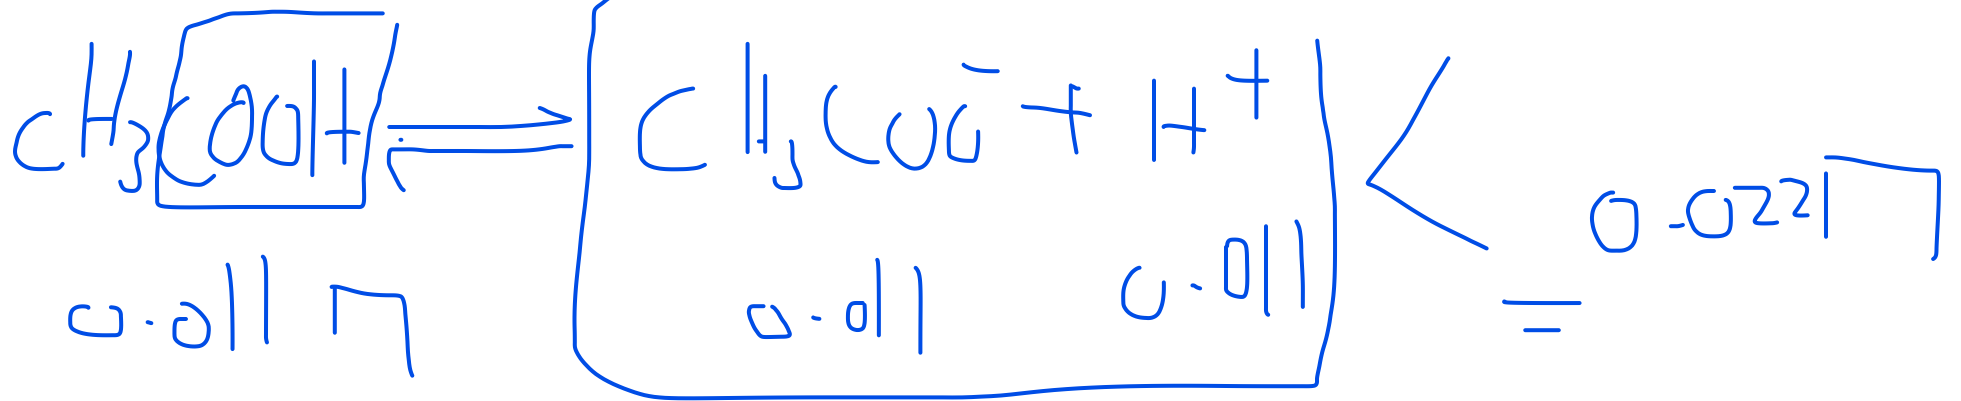 CH₃COOH ⇌ CH₃COO⁻ + H⁺ <
0.011 M 0.011 0.011 = 0.0221 M